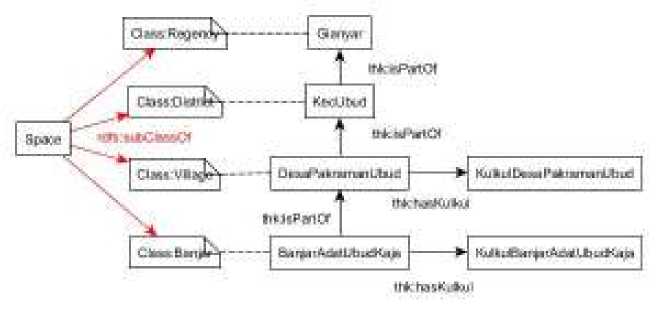 Class:Regency
Gianyar
thk:isPartOf
Class:District
KecUbud
Space
rdfs:subClassOf
thk:isPartOf
Class:Village
DesaPakramanUbud
KulkulDesaPakramanUbud
thk:hasKulkul
thk:isPartOf
Class:Banjar
BanjarAdatUbudKaja
KulkulBanjarAdatUbudKaja
thk:hasKulkul